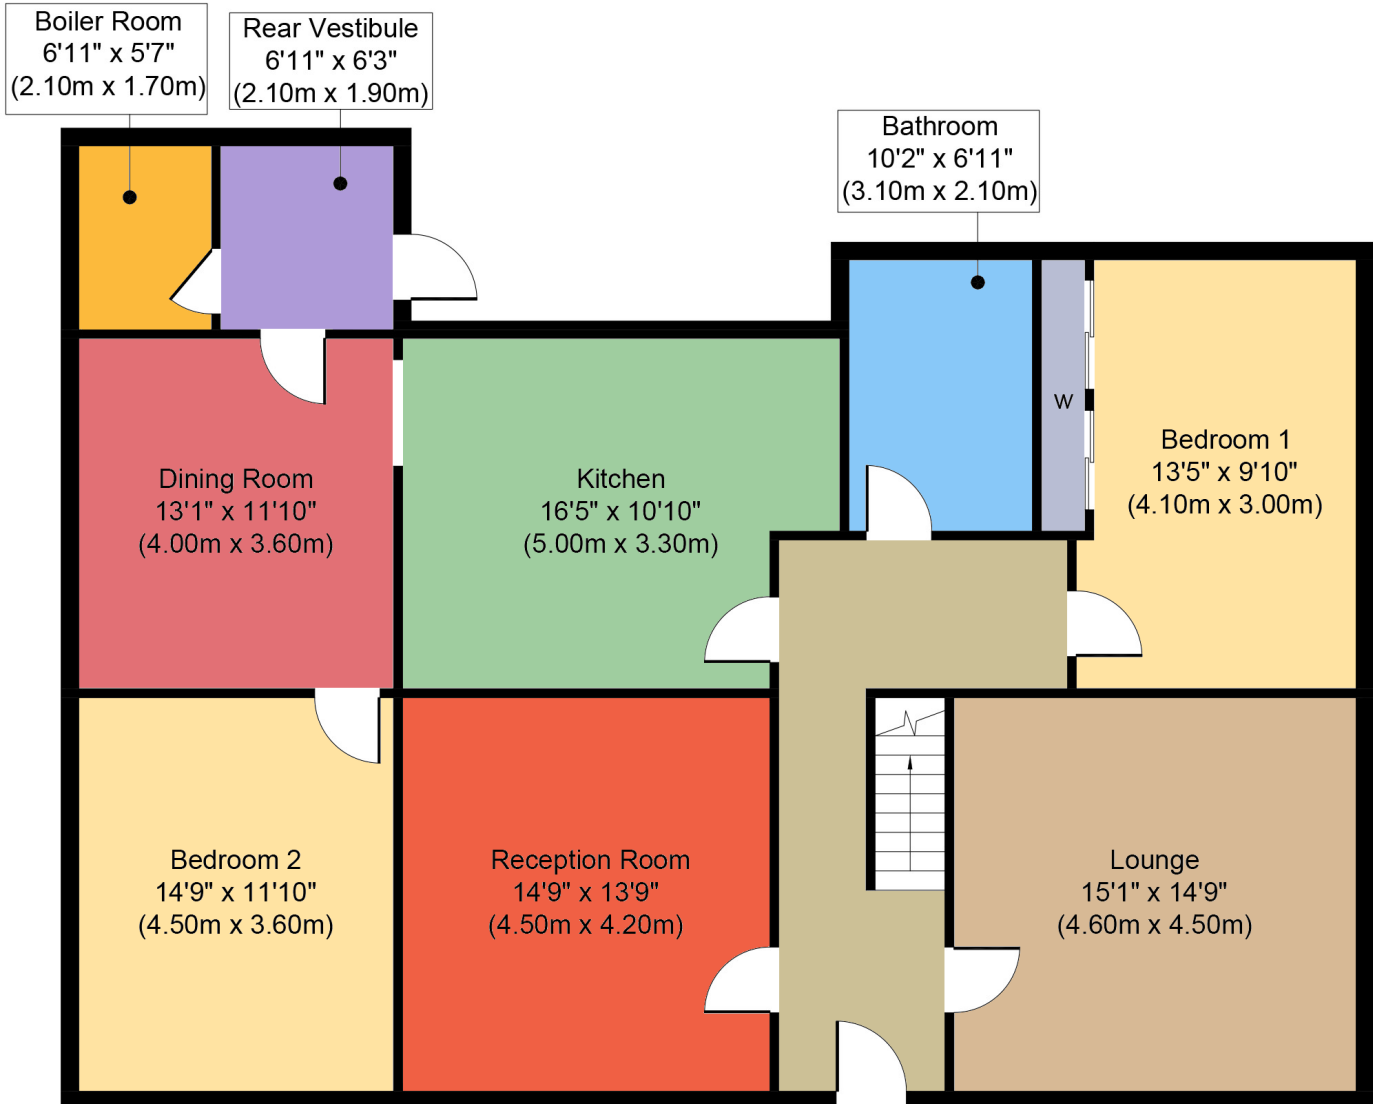 Boiler Room
6'11" x 5'7"
(2.10m x 1.70m)
Rear Vestibule
6'11" x 6'3"
(2.10m x 1.90m)
Bathroom
10'2" x 6'11"
(3.10m x 2.10m)
W
Bedroom 1
13'5" x 9'10"
(4.10m x 3.00m)
Dining Room
13'1" x 11'10"
(4.00m x 3.60m)
Kitchen
16'5" x 10'10"
(5.00m x 3.30m)
Bedroom 2
14'9" x 11'10"
(4.50m x 3.60m)
Reception Room
14'9" x 13'9"
(4.50m x 4.20m)
Lounge
15'1" x 14'9"
(4.60m x 4.50m)